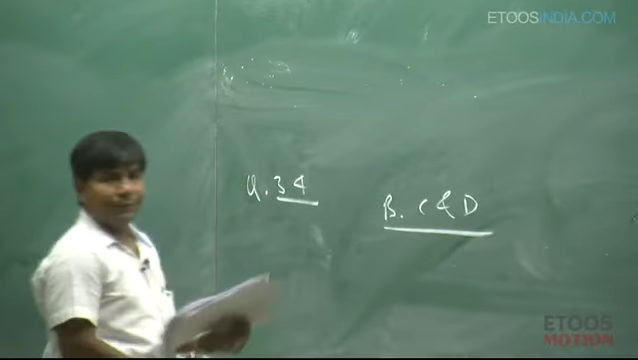 ETOOSINDIA.COM
Q. 34
B. C & D
ETOOS
MOTION